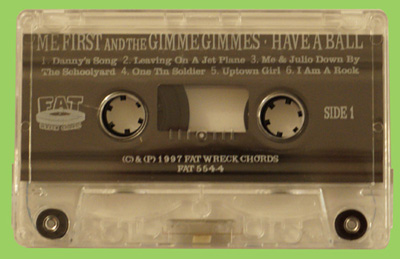 ME FIRST AND THE GIMME GIMMES · HAVE A BALL
1. Danny's Song 2. Leaving On A Jet Plane 3. Me & Julio Down By
The Schoolyard 4. One Tin Soldier 5. Uptown Girl 6. I Am A Rock
FAT
SIDE 1
(C) & (P) 1997 FAT WRECK CHORDS
FAT 554-4